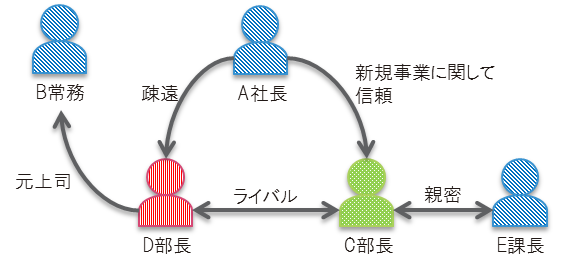 B常務
疎遠
A社長
新規事業に関して
信頼
元上司
ライバル
親密
D部長
C部長
E課長